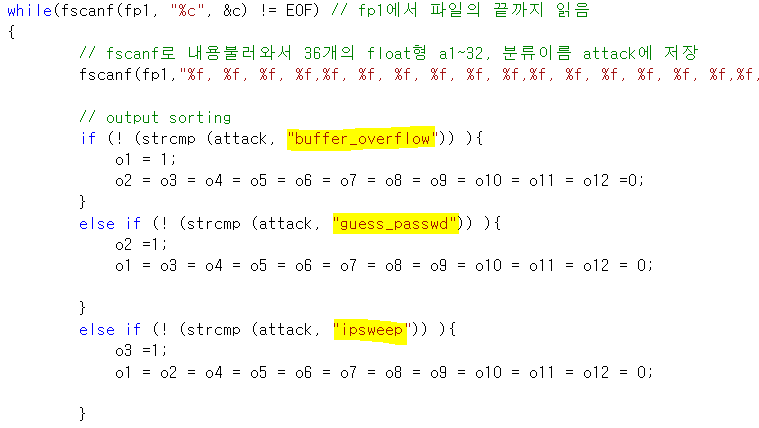 while(fscanf(fp1, "%c", &c) != EOF) // fp1에서 파일의 끝까지 읽음
{
// fscanf로 내용불러와서 36개의 float형 a1~32, 분류이름 attack에 저장
fscanf(fp1,"%f, %f, %f, %f,%f, %f, %f, %f, %f, %f, %f,%f, %f, %f, %f, %f, %f,%f,
// output sorting
if (! (strcmp (attack, "buffer_overflow")) ){
o1 = 1;
o2 = o3 = o4 = o5 = o6 = o7 = o8 = o9 = o10 = o11 = o12 =0;
}
else if (! (strcmp (attack, "guess_passwd")) ){
o2 =1;
o1 = o3 = o4 = o5 = o6 = o7 = o8 = o9 = o10 = o11 = o12 = 0;
}
else if (! (strcmp (attack, "ipsweep")) ){
o3 =1;
o1 = o2 = o4 = o5 = o6 = o7 = o8 = o9 = o10 = o11 = o12 = 0;
}